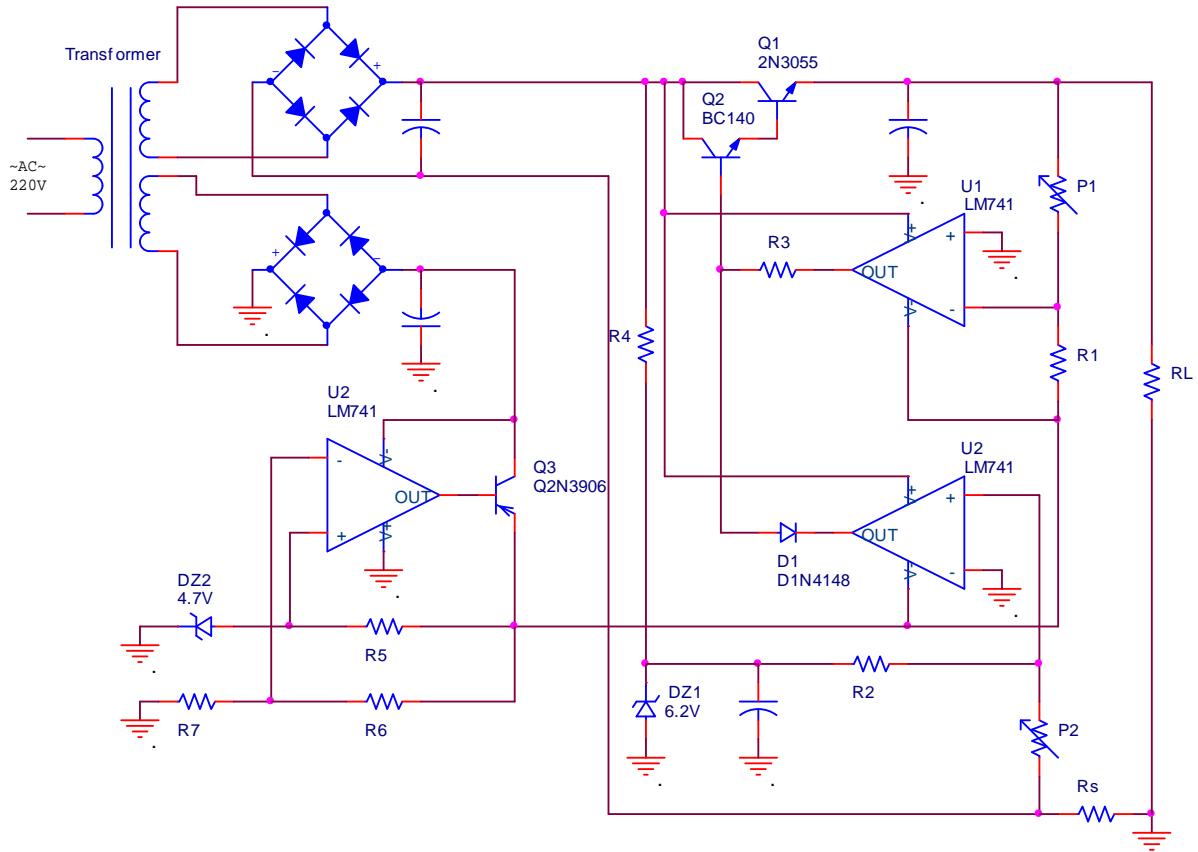 Transformer
~AC~
220V
-
+
+
-
Q1
2N3055
Q2
BC140
U1
LM741
V+
+
OUT
-
V-
P1
R3
R4
R1
RL
U2
LM741
V-
-
OUT
+
V+
Q3
Q2N3906
U2
LM741
V+
+
OUT
-
V-
D1
D1N4148
DZ2
4.7V
R5
R7
R6
DZ1
6.2V
R2
P2
Rs